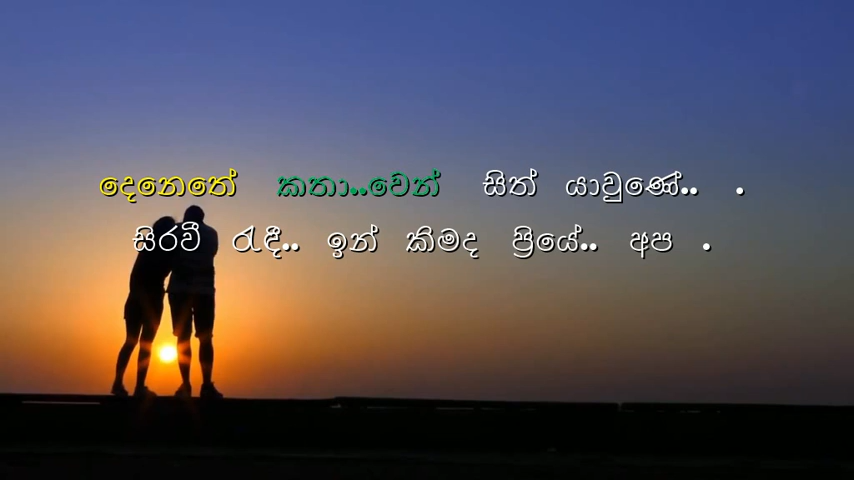 දෙනෙතේ කතා..වෙන් සිත් යාවුණේ.. .
සිරවී රැඳී.. ඉන් කිමද ප්‍රියේ.. අප .